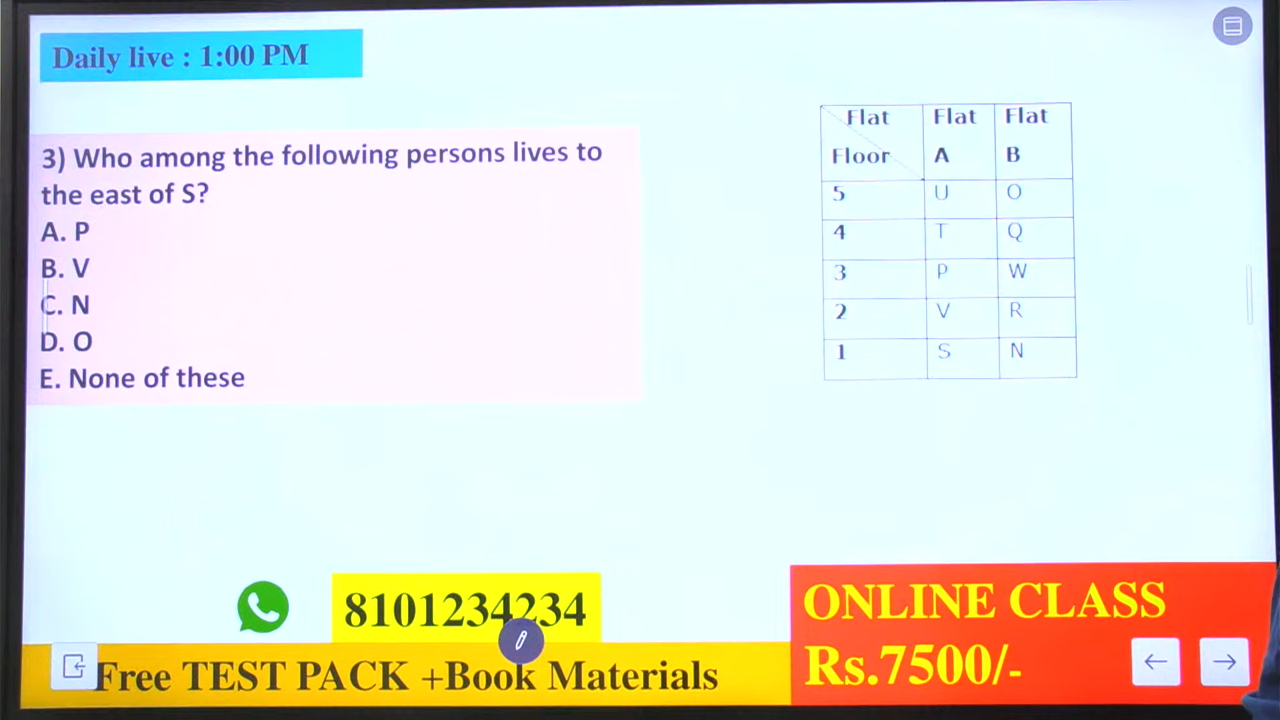 Daily live : 1:00 PM
3) Who among the following persons lives to
the east of S?
A. P
B. V
C. N
D. O
E. None of these
Flat Flat Flat
Floor A B
5 U O
4 T Q
3 P W
2 V R
1 S N
8101234234
Free TEST PACK +Book Materials
ONLINE CLASS
Rs.7500/-